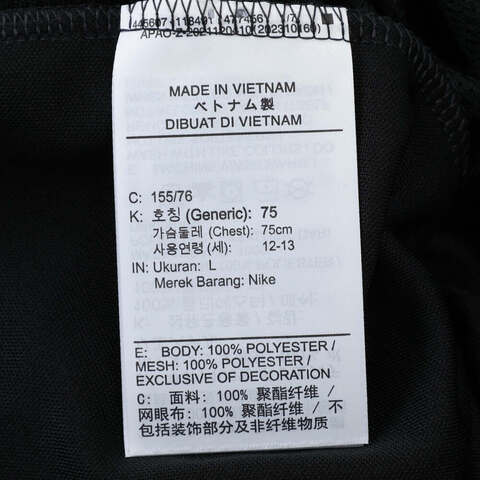 MADE IN VIETNAM
ベトナム製
DIBUAT DI VIETNAM
C: 155/76
K: 호칭 (Generic): 75
가슴둘레 (Chest): 75cm
사용연령 (세): 12-13
IN: Ukuran: L
Merek Barang: Nike
E: BODY: 100% POLYESTER /
MESH: 100% POLYESTER /
EXCLUSIVE OF DECORATION
C: 面料: 100% 聚酯纤维 /
网眼布: 100% 聚酯纤维 / 不
包括装饰部分及非纤维物质